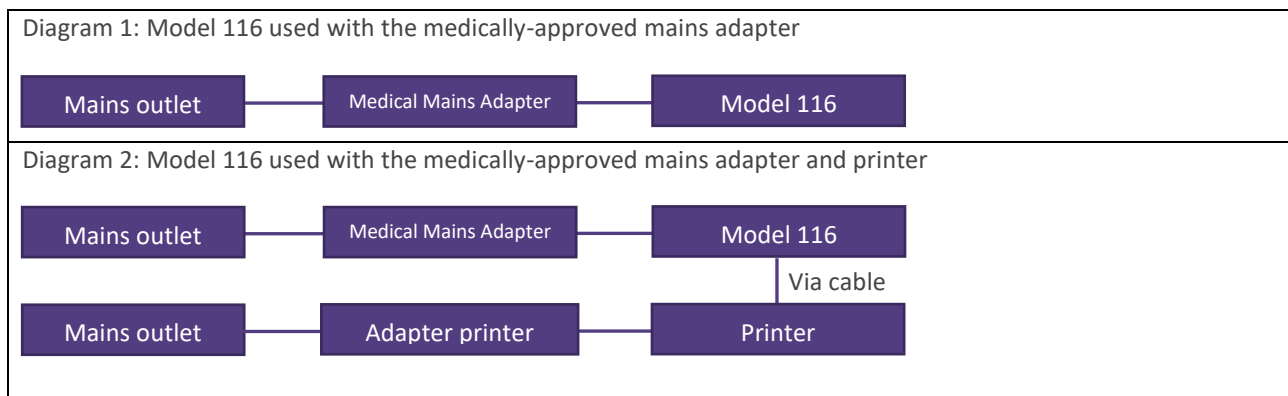 Diagram 1: Model 116 used with the medically-approved mains adapter
Mains outlet Medical Mains Adapter Model 116
Diagram 2: Model 116 used with the medically-approved mains adapter and printer
Mains outlet Medical Mains Adapter Model 116
Via cable
Mains outlet Adapter printer Printer